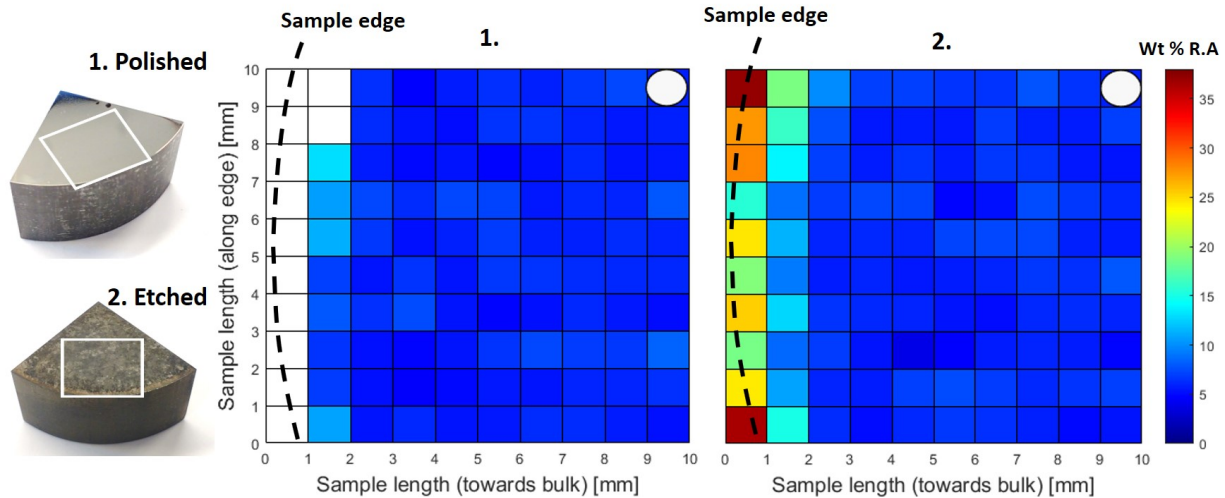 Sample edge
1.
Sample edge
2.
Wt % R.A
1. Polished
2. Etched
Sample length (along edge) [mm]
10
9
8
7
6
5
4
3
2
1
0
0 1 2 3 4 5 6 7 8 9 10
Sample length (towards bulk) [mm]
0 1 2 3 4 5 6 7 8 9 10
Sample length (towards bulk) [mm]
35
30
25
20
15
10
5
0